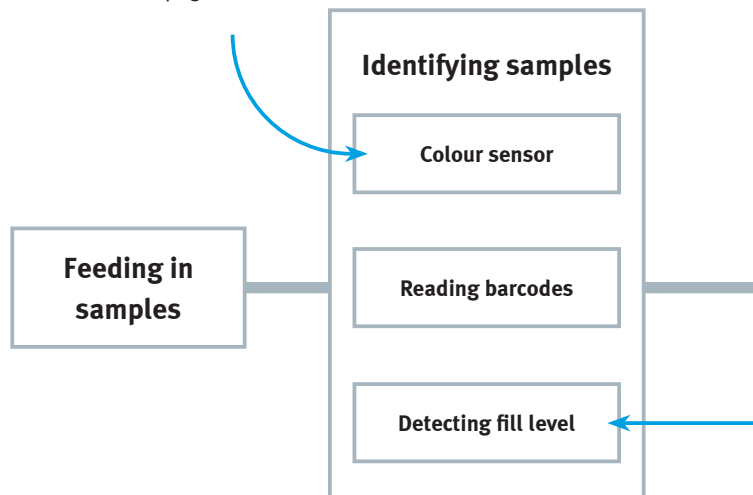 Identifying samples
Colour sensor
Feeding in
samples
Reading barcodes
Detecting fill level